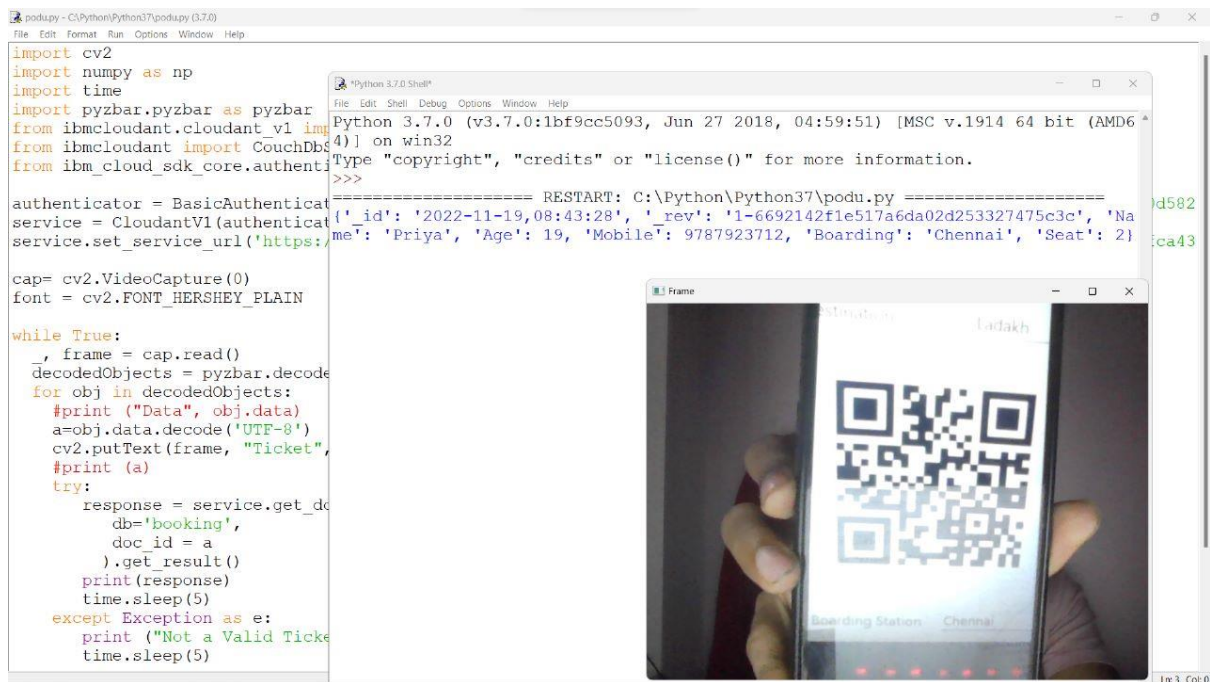 podu.py - C:\Python\Python37\podu.py (3.7.0)
File Edit Format Run Options Window Help
import cv2
import numpy as np
import time
import pyzbar.pyzbar as pyzbar
from ibmcloudant.cloudant_v1 imp
from ibmcloudant import CouchDbS
from ibm_cloud_sdk_core.authenti
authenticator = BasicAuthenticat
d582
service = CloudantV1(authenticat
service.set_service_url('https:/
ca43
cap= cv2.VideoCapture(0)
font = cv2.FONT_HERSHEY_PLAIN
while True:
_, frame = cap.read()
decodedObjects = pyzbar.decode
for obj in decodedObjects:
#print ("Data", obj.data)
a=obj.data.decode('UTF-8')
cv2.putText(frame, "Ticket",
#print (a)
try:
response = service.get_do
db='booking',
doc_id = a
).get_result()
print(response)
time.sleep(5)
except Exception as e:
print ("Not a Valid Ticke
time.sleep(5)
*Python 3.7.0 Shell*
File Edit Shell Debug Options Window Help
Python 3.7.0 (v3.7.0:1bf9cc5093, Jun 27 2018, 04:59:51) [MSC v.1914 64 bit (AMD6
4)] on win32
Type "copyright", "credits" or "license()" for more information.
>>>
=================== RESTART: C:\Python\Python37\podu.py ===================
{'_id': '2022-11-19,08:43:28', '_rev': '1-6692142f1e517a6da02d253327475c3c', 'Na
me': 'Priya', 'Age': 19, 'Mobile': 9787923712, 'Boarding': 'Chennai', 'Seat': 2}
Frame
Ladakh
Boarding Station Chennai
Ln: 3 Col: 0